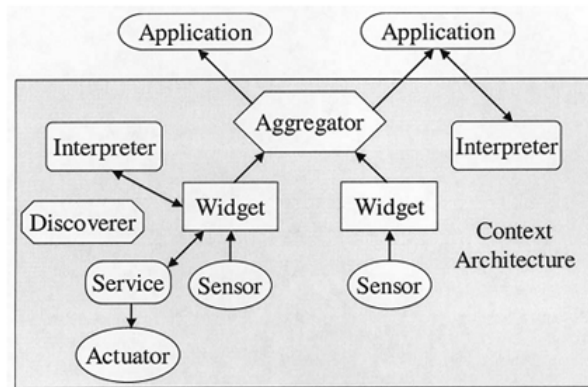 Application
Application
Aggregator
Interpreter
Interpreter
Widget
Widget
Discoverer
Context
Architecture
Service
Sensor
Sensor
Actuator